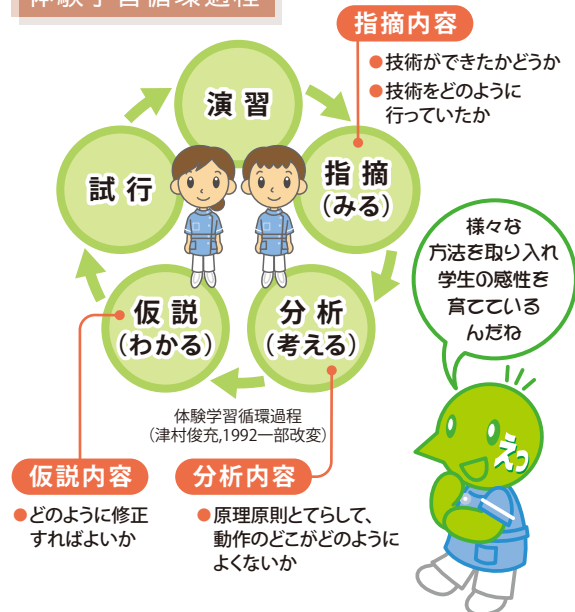 体験学習循環過程
指摘内容
●技術ができたかどうか
●技術をどのように
行っていたか
演習
指摘
(みる)
分析
(考える)
仮説
(わかる)
試行
様々な
方法を取り入れ
学生の感性を
育てている
んだね
体験学習循環過程
(津村俊充,1992一部改変)
仮説内容
●どのように修正
すればよいか
分析内容
●原理原則とてらして、
動作のどこがどのように
よくないか
えっ